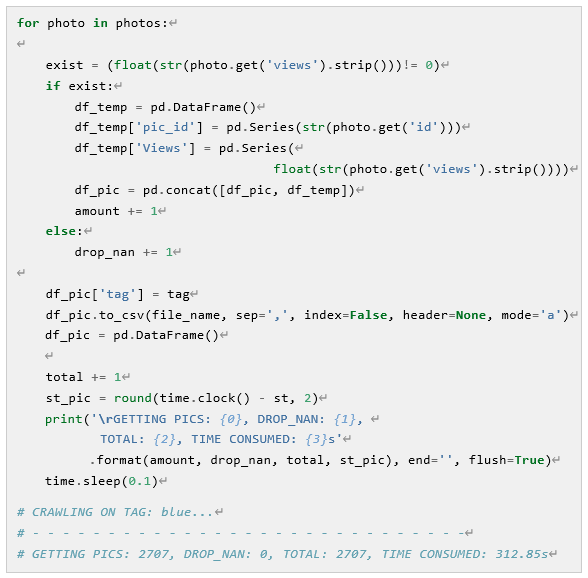 for photo in photos:↵
↵
    exist = (float(str(photo.get('views').strip()))!= 0)↵
    if exist:↵
        df_temp = pd.DataFrame()↵
        df_temp['pic_id'] = pd.Series(str(photo.get('id')))↵
        df_temp['Views'] = pd.Series(↵
                                   float(str(photo.get('views').strip())))↵
        df_pic = pd.concat([df_pic, df_temp])↵
        amount += 1↵
    else:↵
        drop_nan += 1↵
↵
    df_pic['tag'] = tag↵
    df_pic.to_csv(file_name, sep=',', index=False, header=None, mode='a')↵
    df_pic = pd.DataFrame()↵
    ↵
    total += 1↵
    st_pic = round(time.clock() - st, 2)↵
    print('\rGETTING PICS: {0}, DROP_NAN: {1}, ↵
           TOTAL: {2}, TIME CONSUMED: {3}s'↵
          .format(amount, drop_nan, total, st_pic), end='', flush=True)↵
    time.sleep(0.1)↵
# CRAWLING ON TAG: blue...↵
# - - - - - - - - - - - - - - - - - - - - - - - - - - - - -↵
# GETTING PICS: 2707, DROP_NAN: 0, TOTAL: 2707, TIME CONSUMED: 312.85s↵